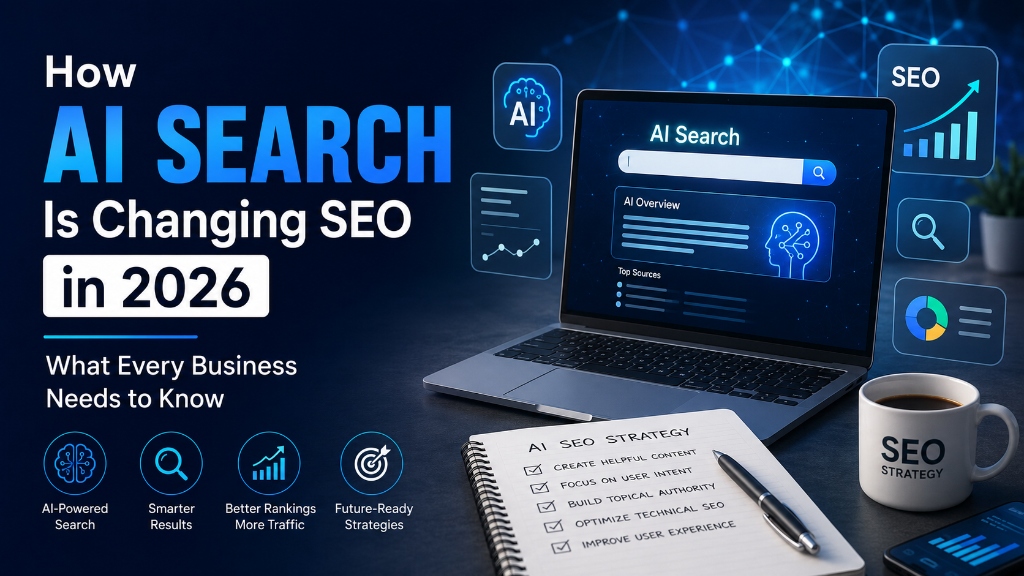 How
AI SEARCH
Is Changing SEO
in 2026
What Every Business
Needs to Know
AI-Powered
Search
Smarter
Results
Better Rankings
More Traffic
Future-Ready
Strategies
AI
SEO
AI Search
AI Overview
Top Sources
AI SEO STRATEGY
CREATE HELPFUL CONTENT
FOCUS ON USER INTENT
BUILD TOPICAL AUTHORITY
OPTIMIZE TECHNICAL SEO
IMPROVE USER EXPERIENCE
SEO
STRATEGY